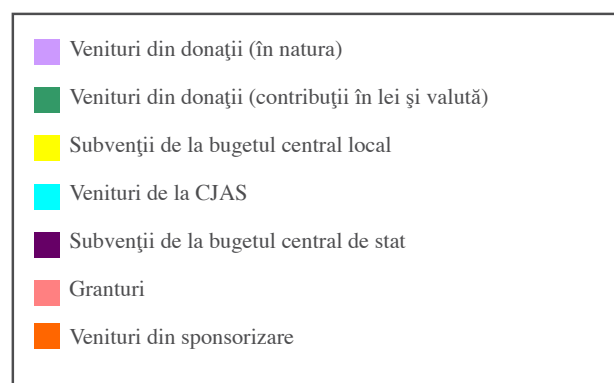 Venituri din donaţii (în natura)
Venituri din donaţii (contribuţii în lei şi valută)
Subvenţii de la bugetul central local
Venituri de la CJAS
Subvenţii de la bugetul central de stat
Granturi
Venituri din sponsorizare